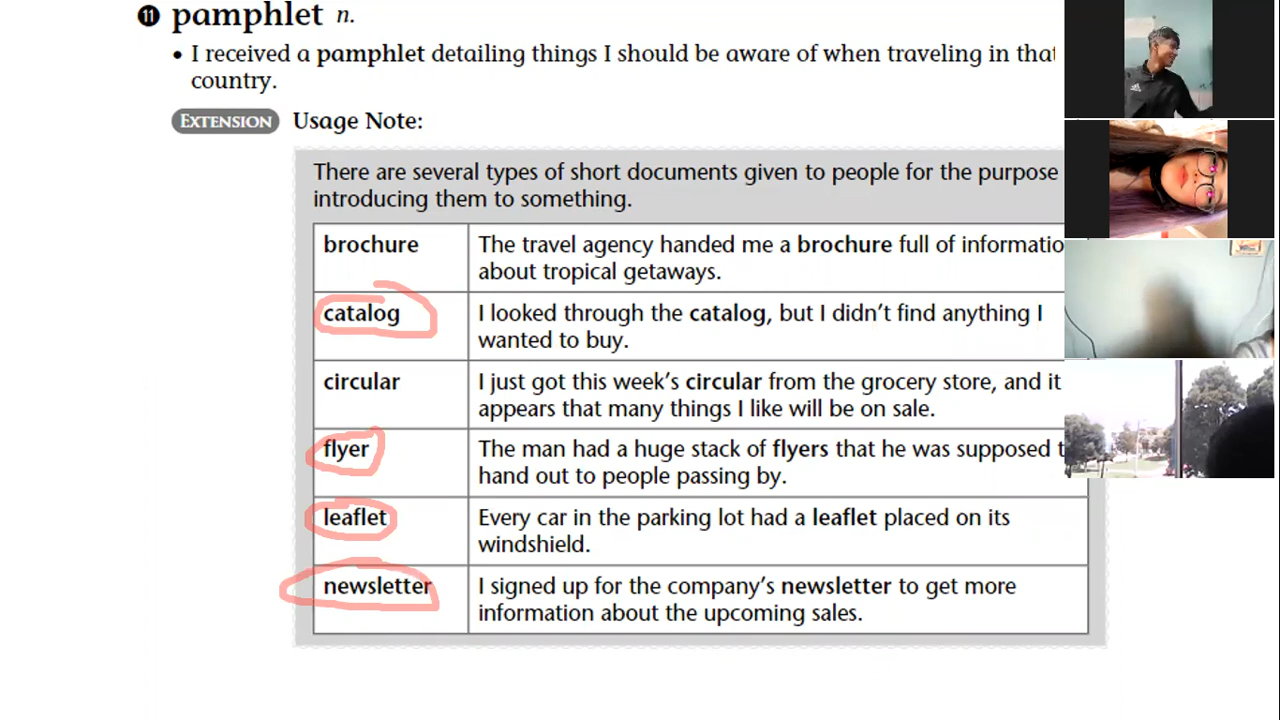 ⓫ pamphlet n.
• I received a pamphlet detailing things I should be aware of when traveling in that
country.
EXTENSION Usage Note:
There are several types of short documents given to people for the purpose
introducing them to something.
brochure The travel agency handed me a brochure full of informatio
about tropical getaways.
catalog I looked through the catalog, but I didn't find anything I
wanted to buy.
circular I just got this week's circular from the grocery store, and it
appears that many things I like will be on sale.
flyer The man had a huge stack of flyers that he was supposed t
hand out to people passing by.
leaflet Every car in the parking lot had a leaflet placed on its
windshield.
newsletter I signed up for the company's newsletter to get more
information about the upcoming sales.